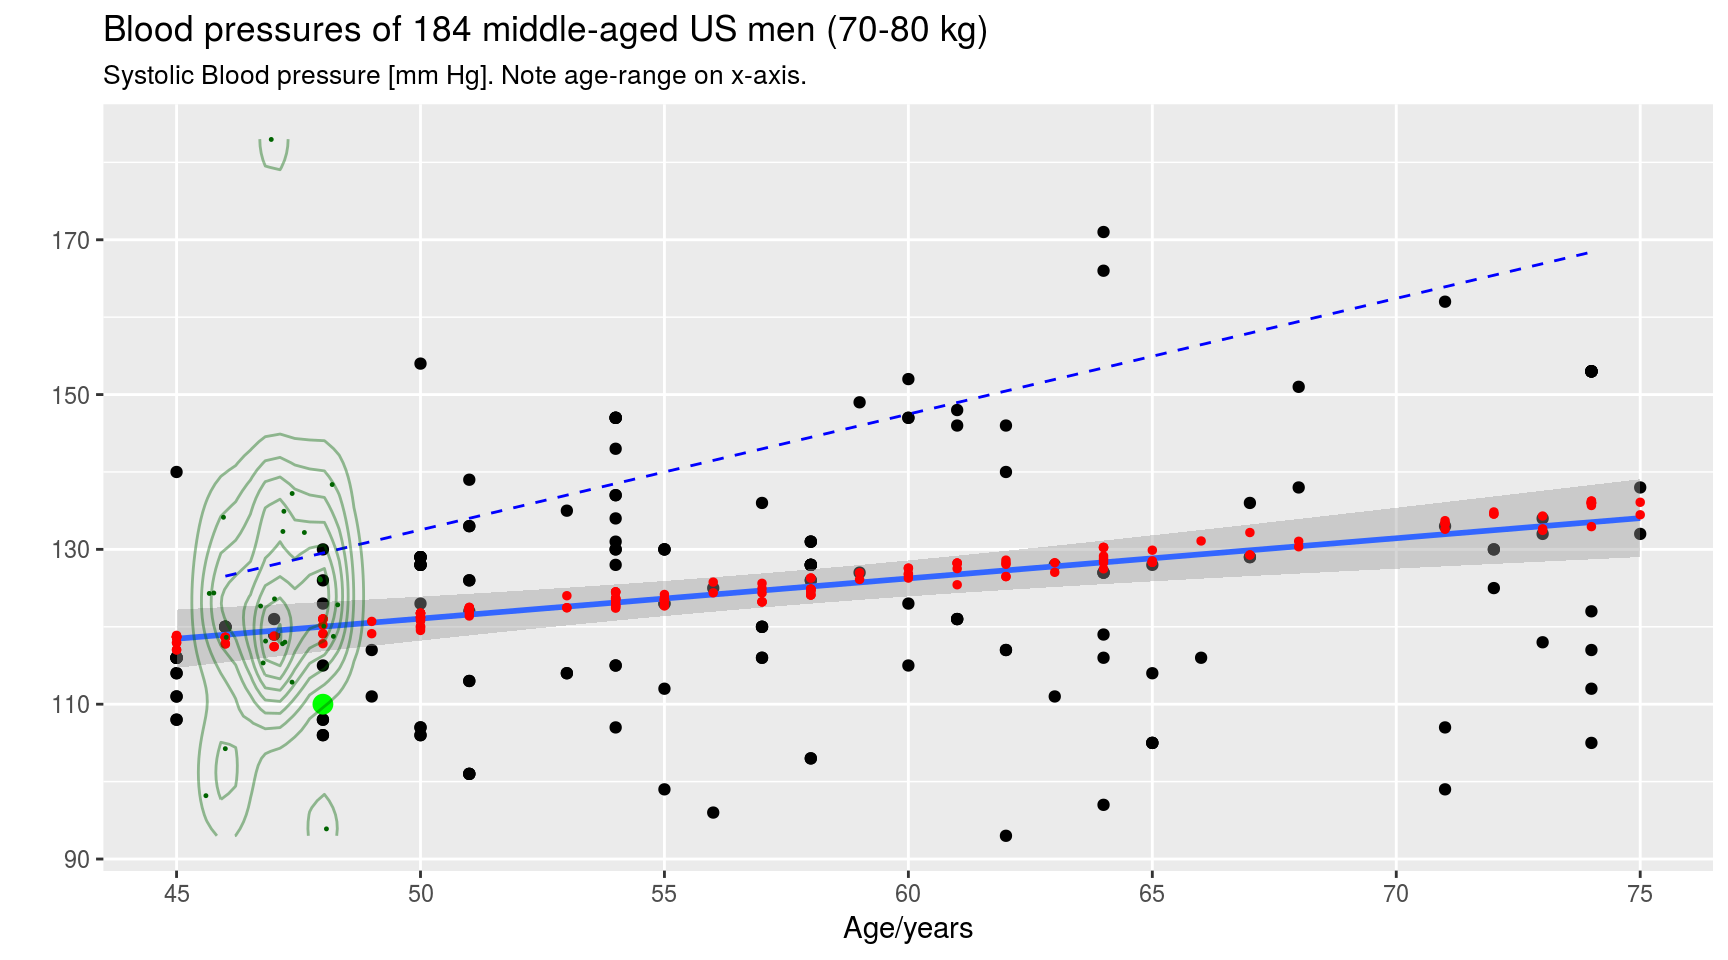 Blood pressures of 184 middle-aged US men (70-80 kg)
Systolic Blood pressure [mm Hg]. Note age-range on x-axis.
170
150
130
110
90
45 50 55 60 65 70 75
Age/years